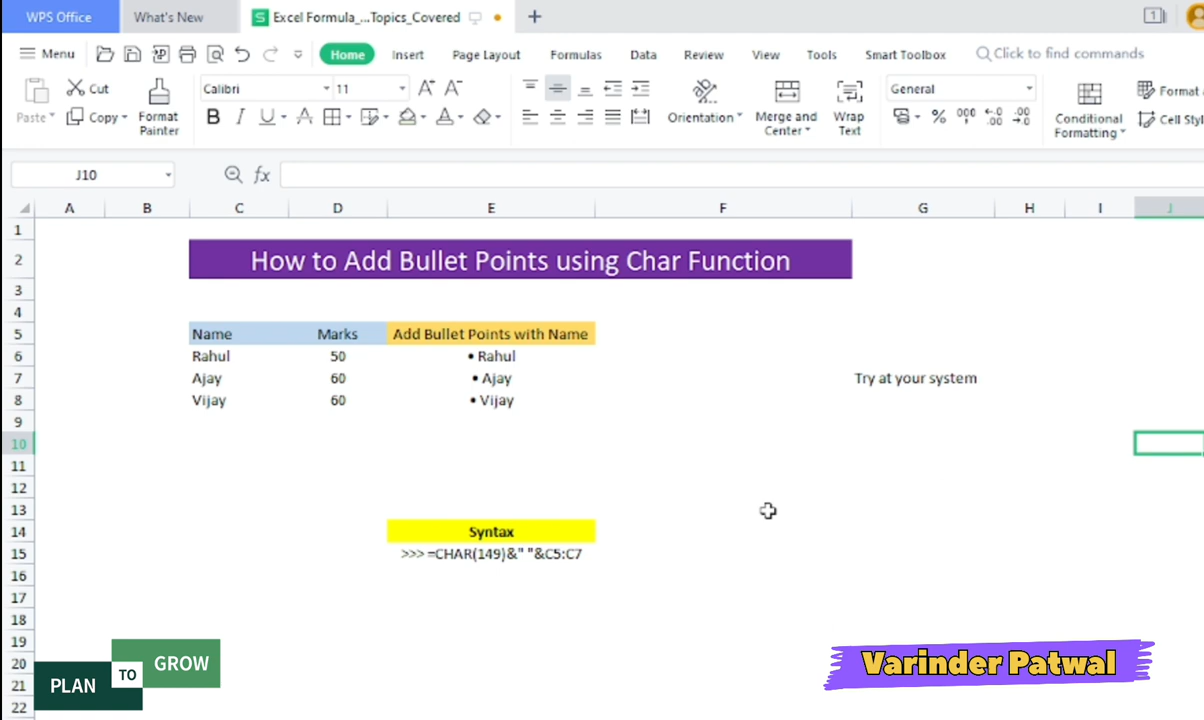 WPS Office
What's New
Excel Formula_...Topics_Covered
1
Menu
Home
Insert
Page Layout
Formulas
Data
Review
View
Tools
Smart Toolbox
Click to find commands
Paste
Cut
Copy
Format Painter
Calibri
11
B I U A
Orientation
Merge and Center
Wrap Text
General
Conditional Formatting
Format
Cell Styl
J10
fx
A B C D E F G H I J
1
2 How to Add Bullet Points using Char Function
3
4
5 Name Marks Add Bullet Points with Name
6 Rahul 50 • Rahul
7 Ajay 60 • Ajay Try at your system
8 Vijay 60 • Vijay
9
10
11
12
13
14 Syntax
15 >>> =CHAR(149)&" "&C5:C7
16
17
18
19
20
21
22
PLAN TO GROW
Varinder Patwal